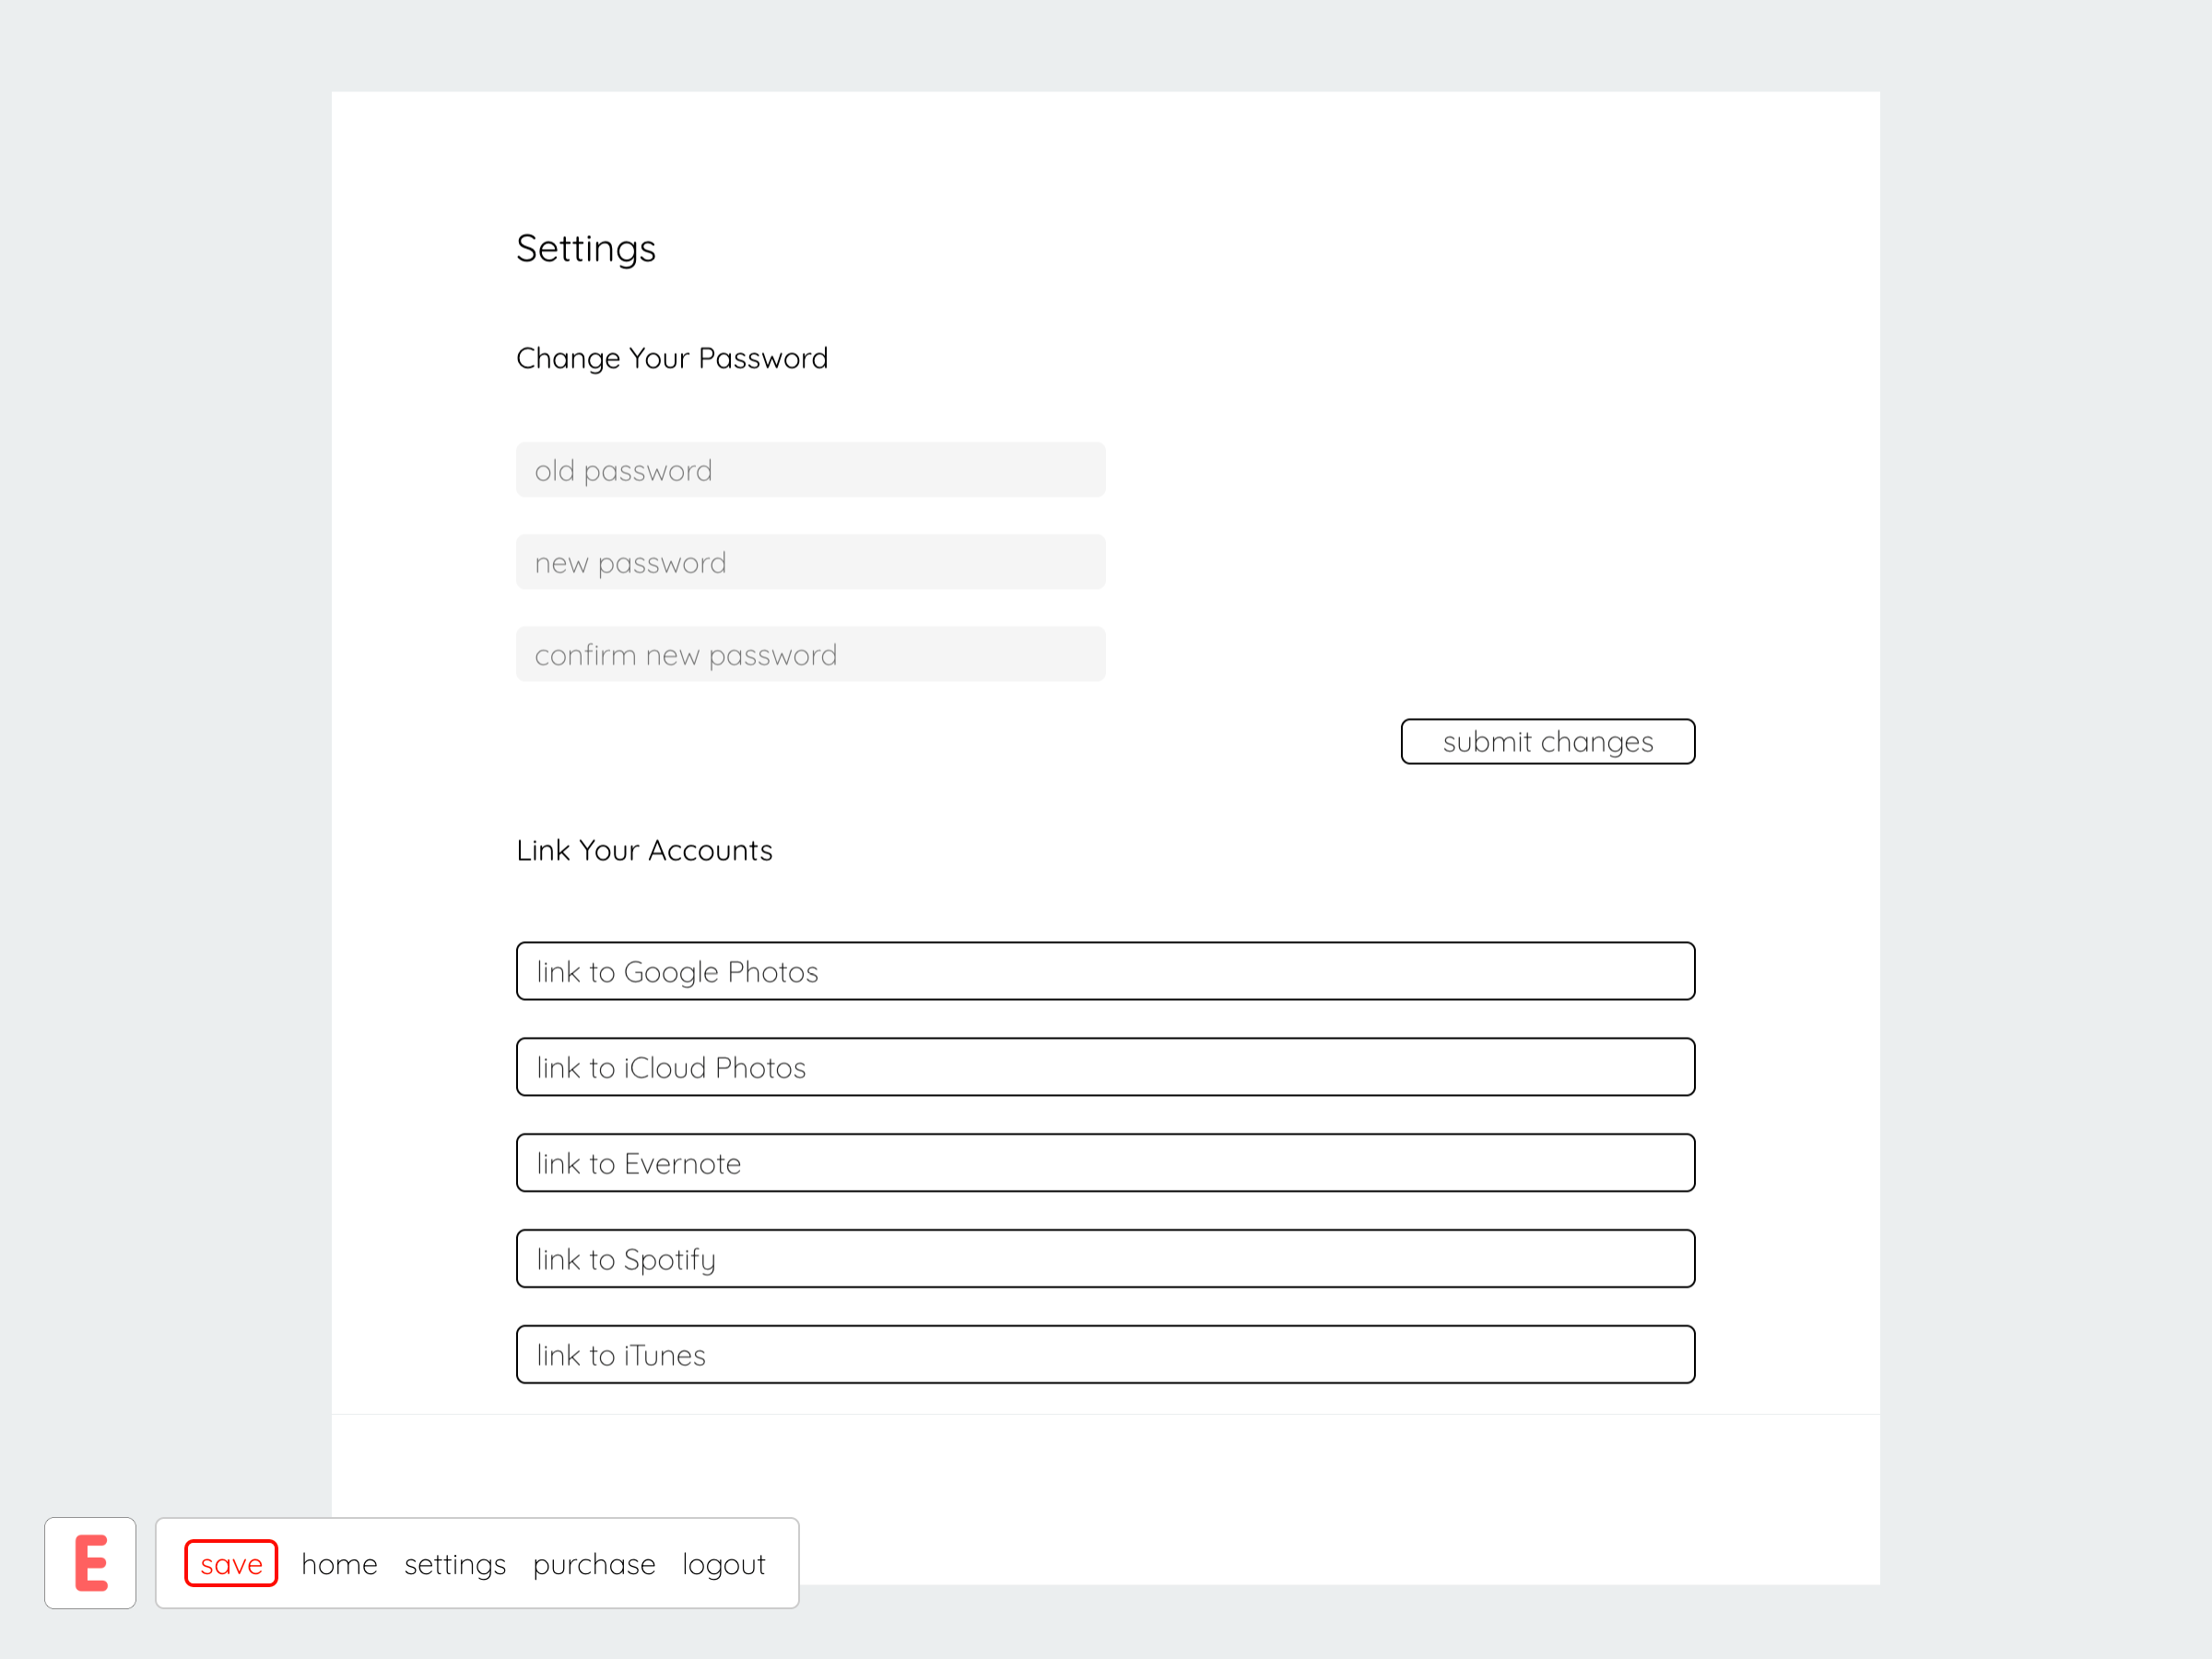 Settings
Change Your Password
old password
new password
confirm new password
submit changes
Link Your Accounts
link to Google Photos
link to iCloud Photos
link to Evernote
link to Spotify
link to iTunes
E
save home settings purchase logout